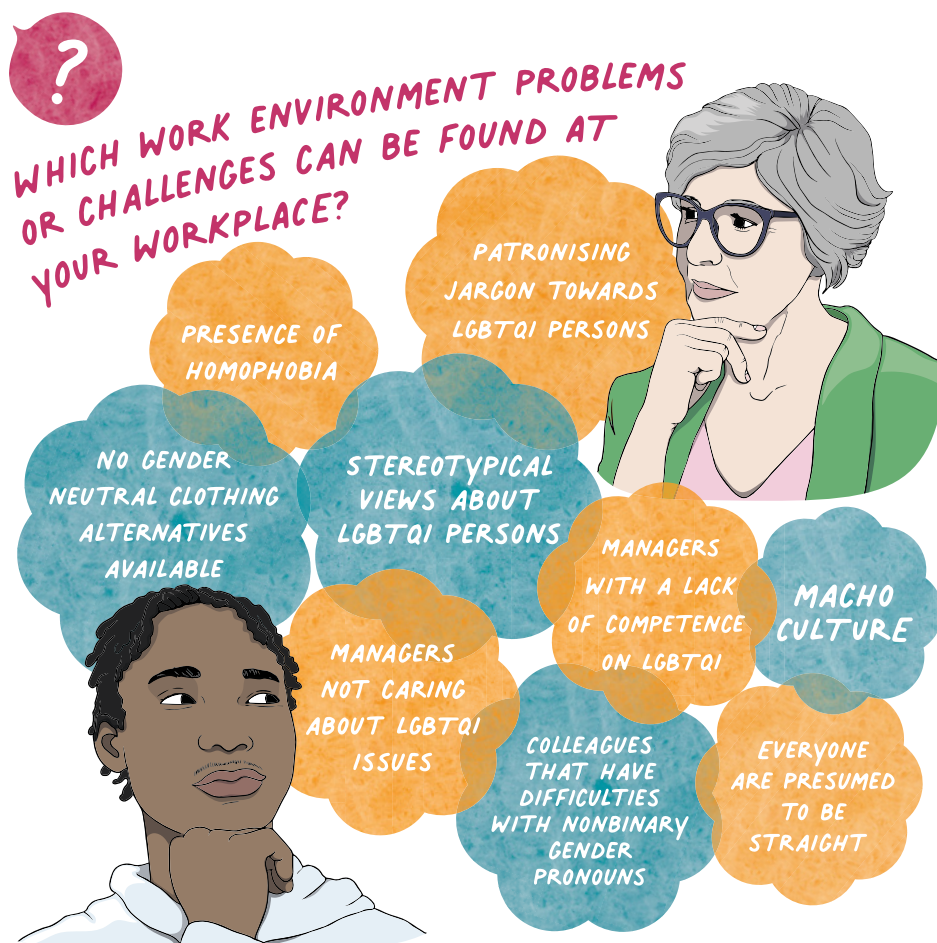 ?
WHICH WORK ENVIRONMENT PROBLEMS
OR CHALLENGES CAN BE FOUND AT
YOUR WORKPLACE?
PATRONISING
JARGON TOWARDS
LGBTQI PERSONS
PRESENCE OF
HOMOPHOBIA
NO GENDER
NEUTRAL CLOTHING
ALTERNATIVES
AVAILABLE
STEREOTYPICAL
VIEWS ABOUT
LGBTQI PERSONS
MANAGERS
WITH A LACK
OF COMPETENCE
ON LGBTQI
MACHO
CULTURE
MANAGERS
NOT CARING
ABOUT LGBTQI
ISSUES
COLLEAGUES
THAT HAVE
DIFFICULTIES
WITH NONBINARY
GENDER
PRONOUNS
EVERYONE
ARE PRESUMED
TO BE
STRAIGHT